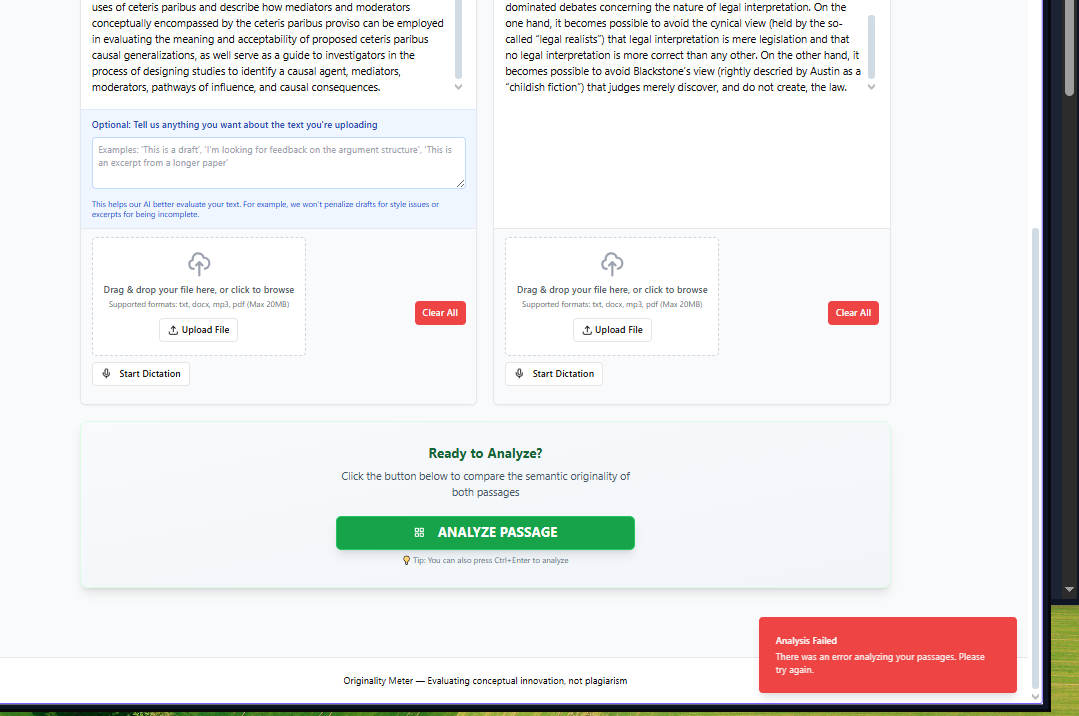 uses of ceteris paribus and describe how mediators and moderators
conceptually encompassed by the ceteris paribus proviso can be employed
in evaluating the meaning and acceptability of proposed ceteris paribus
causal generalizations, as well serve as a guide to investigators in the
process of designing studies to identify a causal agent, mediators,
moderators, pathways of influence, and causal consequences.
Optional: Tell us anything you want about the text you're uploading
Examples: 'This is a draft', 'I'm looking for feedback on the argument structure', 'This is
an excerpt from a longer paper'
This helps our AI better evaluate your text. For example, we won't penalize drafts for style issues or
excerpts for being incomplete.
Drag & drop your file here, or click to browse
Supported formats: txt, docx, mp3, pdf (Max 20MB)
Upload File
Clear All
Start Dictation
dominated debates concerning the nature of legal interpretation. On the
one hand, it becomes possible to avoid the cynical view (held by the so-
called “legal realists”) that legal interpretation is mere legislation and that
no legal interpretation is more correct than any other. On the other hand, it
becomes possible to avoid Blackstone’s view (rightly descried by Austin as a
“childish fiction”) that judges merely discover, and do not create, the law.
Drag & drop your file here, or click to browse
Supported formats: txt, docx, mp3, pdf (Max 20MB)
Upload File
Clear All
Start Dictation
Ready to Analyze?
Click the button below to compare the semantic originality of
both passages
ANALYZE PASSAGE
Tip: You can also press Ctrl+Enter to analyze
Analysis Failed
There was an error analyzing your passages. Please
try again.
Originality Meter — Evaluating conceptual innovation, not plagiarism